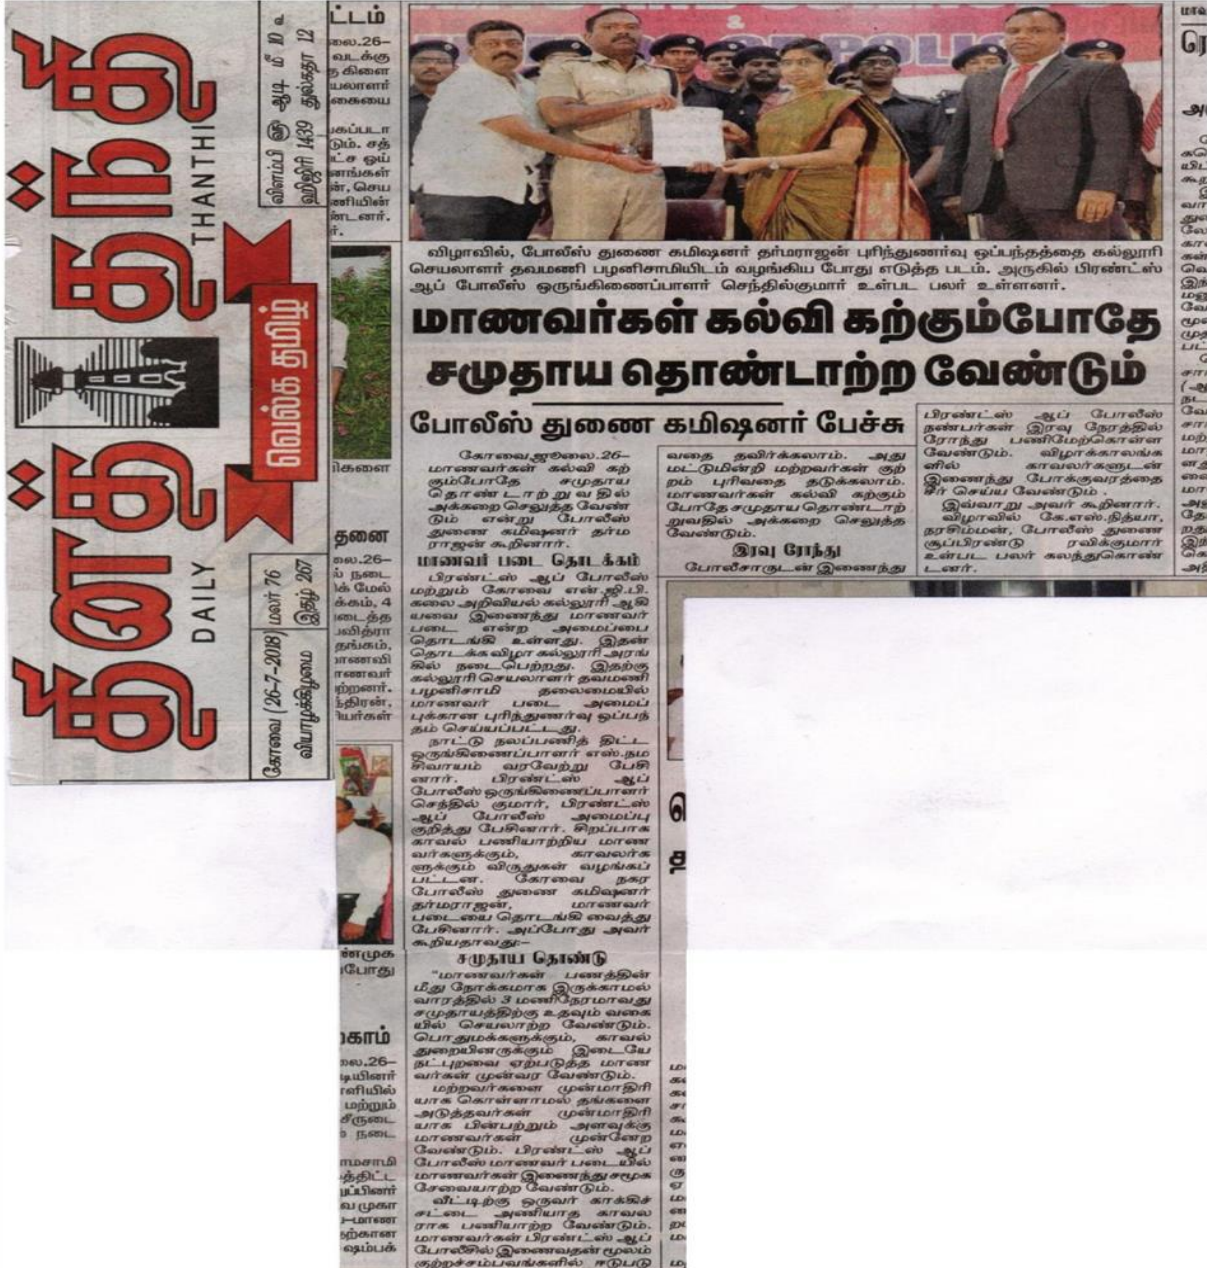 தினத் தந்தி
DAILY THANTHI
வெல்க தமிழ்
கோவை (26-7-2018) மலர் 76
வியாழக்கிழமை இதழ் 267
விளம்பி ஆடி மீ 10 உ
ஹிஜிரி 1439 துல்கதா 12
விழாவில், போலீஸ் துணை கமிஷனர் தர்மராஜன் புரிந்துணர்வு ஒப்பந்தத்தை கல்லூரி
செயலாளர் தவமணி பழனிசாமியிடம் வழங்கிய போது எடுத்த படம். அருகில் பிரண்ட்ஸ்
ஆப் போலீஸ் ஒருங்கிணைப்பாளர் செந்தில்குமார் உள்பட பலர் உள்ளனர்.
மாணவர்கள் கல்வி கற்கும்போதே
சமுதாய தொண்டாற்ற வேண்டும்
போலீஸ் துணை கமிஷனர் பேச்சு
கோவை,ஜூலை.26–
மாணவர்கள் கல்வி கற்
கும்போதே சமுதாய
தொண்டாற்றுவதில்
அக்கறை செலுத்த வேண்
டும் என்று போலீஸ்
துணை கமிஷனர் தர்ம
ராஜன் கூறினார்.
மாணவர் படை தொடக்கம்
பிரண்ட்ஸ் ஆப் போலீஸ்
மற்றும் கோவை என்.ஜி.பி.
கலை அறிவியல் கல்லூரி ஆகி
யவை இணைந்து மாணவர்
படை என்ற அமைப்பை
தொடங்கி உள்ளது. இதன்
தொடக்கவிழா கல்லூரி அரங்
கில் நடைபெற்றது. இதற்கு
கல்லூரி செயலாளர் தவமணி
பழனிசாமி தலைமையில்
மாணவர் படை அமைப்
புக்கான புரிந்துணர்வு ஒப்பந்
தம் செய்யப்பட்டது.
நாட்டு நலப்பணித் திட்ட
ஒருங்கிணைப்பாளர் எஸ்.நம
சிவாயம் வரவேற்று பேசி
னார். பிரண்ட்ஸ் ஆப்
போலீஸ் ஒருங்கிணைப்பாளர்
செந்தில் குமார், பிரண்ட்ஸ்
ஆப் போலீஸ் அமைப்பு
குறித்து பேசினார். சிறப்பாக
காவல் பணியாற்றிய மாண
வர்களுக்கும், காவலர்க
ளுக்கும் விருதுகள் வழங்கப்
பட்டன. கோவை நகர
போலீஸ் துணை கமிஷனர்
தர்மராஜன், மாணவர்
படையை தொடங்கி வைத்து
பேசினார். அப்போது அவர்
கூறியதாவது:–
சமுதாய தொண்டு
"மாணவர்கள் பணத்தின்
மீது நோக்கமாக இருக்காமல்
வாரத்தில் 3 மணிநேரமாவது
சமுதாயத்திற்கு உதவும் வகை
யில் செயலாற்ற வேண்டும்.
பொதுமக்களுக்கும், காவல்
துறையினருக்கும் இடையே
நட்புறவை ஏற்படுத்த மாண
வர்கள் முன்வர வேண்டும்.
மற்றவர்களை முன்மாதிரி
யாக கொள்ளாமல் தங்களை
அடுத்தவர்கள் முன்மாதிரி
யாக பின்பற்றும் அளவுக்கு
மாணவர்கள் முன்னேற
வேண்டும். பிரண்ட்ஸ் ஆப்
போலீஸ் மாணவர் படையில்
மாணவர்கள் இணைந்து சமூக
சேவையாற்ற வேண்டும்.
வீட்டிற்கு ஒருவர் காக்கிச்
சட்டை அணியாத காவல
ராக பணியாற்ற வேண்டும்.
மாணவர்கள் பிரண்ட்ஸ் ஆப்
போலீசில் இணைவதன் மூலம்
குற்றச்சம்பவங்களில் ஈடுபடு
வதை தவிர்க்கலாம். அது
மட்டுமின்றி மற்றவர்கள் குற்
றம் புரிவதை தடுக்கலாம்.
மாணவர்கள் கல்வி கற்கும்
போதே சமுதாய தொண்டாற்
றுவதில் அக்கறை செலுத்த
வேண்டும்.
இரவு ரோந்து
போலீசாருடன் இணைந்து
பிரண்ட்ஸ் ஆப் போலீஸ்
நண்பர்கள் இரவு நேரத்தில்
ரோந்து பணிமேற்கொள்ள
வேண்டும். விழாக்காலங்க
ளில் காவலர்களுடன்
இணைந்து போக்குவரத்தை
சீர் செய்ய வேண்டும் .
இவ்வாறு அவர் கூறினார்.
விழாவில் கே.எஸ்.நித்யா,
நரசிம்மன், போலீஸ் துணை
சூப்பிரண்டு ரவிக்குமார்
உள்பட பலர் கலந்துகொண்
டனர்.